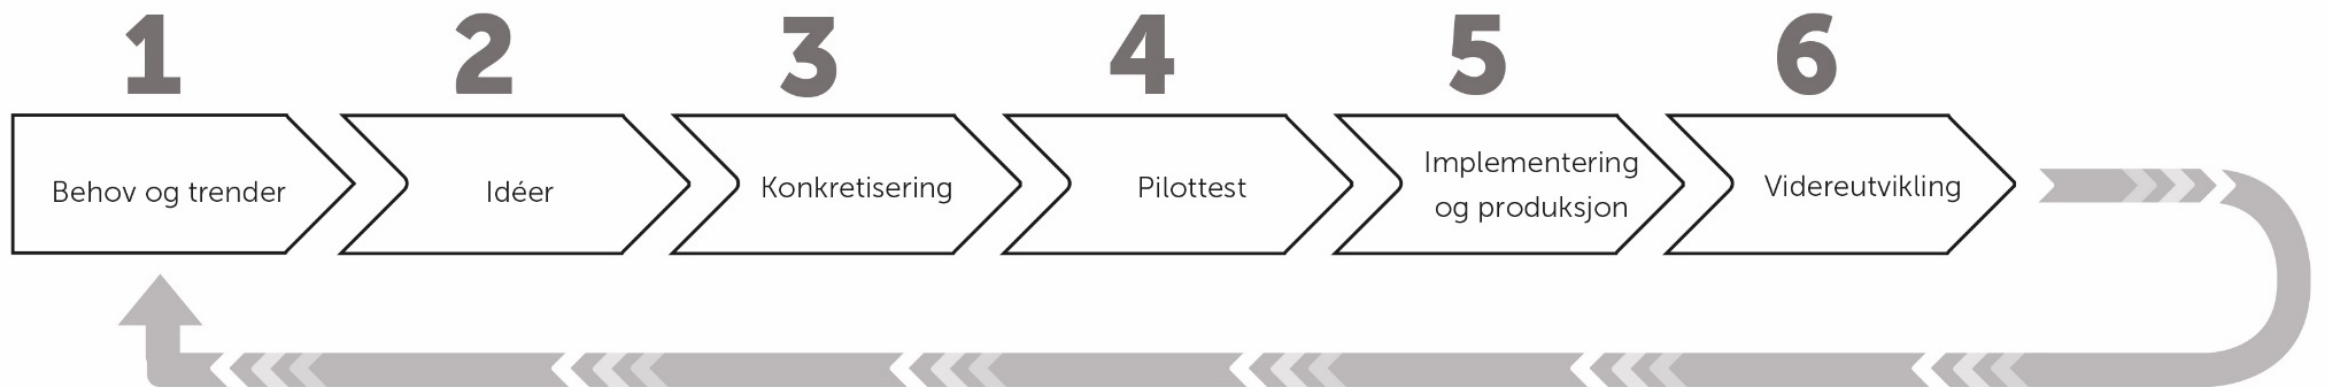 1
2
3
4
5
6
Behov og trender
Idéer
Konkretisering
Pilottest
Implementering
og produksjon
Videreutvikling